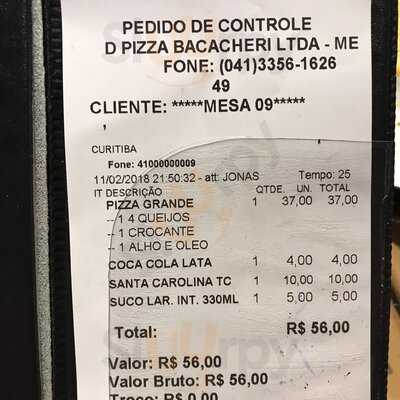 PEDIDO DE CONTROLE
D PIZZA BACACHERI LTDA - ME
FONE: (041)3356-1626
49
CLIENTE: *****MESA 09*****
,
CURITIBA
Fone: 41000000009
11/02/2018 21:50:32 - att: JONAS Tempo: 25
IT DESCRIÇÃO QTDE. UN. TOTAL
PIZZA GRANDE 1 37,00 37,00
-- 1 4 QUEIJOS
-- 1 CROCANTE
-- 1 ALHO E OLEO
COCA COLA LATA 1 4,00 4,00
SANTA CAROLINA TC 1 10,00 10,00
SUCO LAR. INT. 330ML 1 5,00 5,00
Total: R$ 56,00
Valor: R$ 56,00
Valor Bruto: R$ 56,00
Troco: R$ 0,00